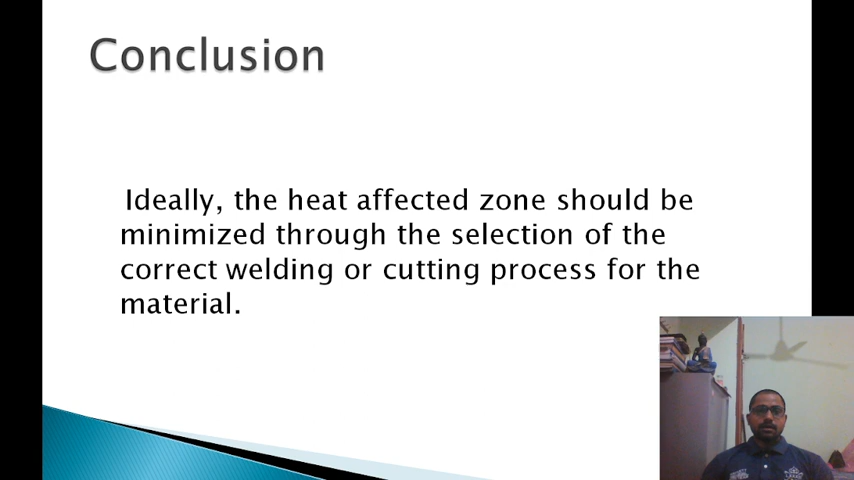 Conclusion
Ideally, the heat affected zone should be
minimized through the selection of the
correct welding or cutting process for the
material.